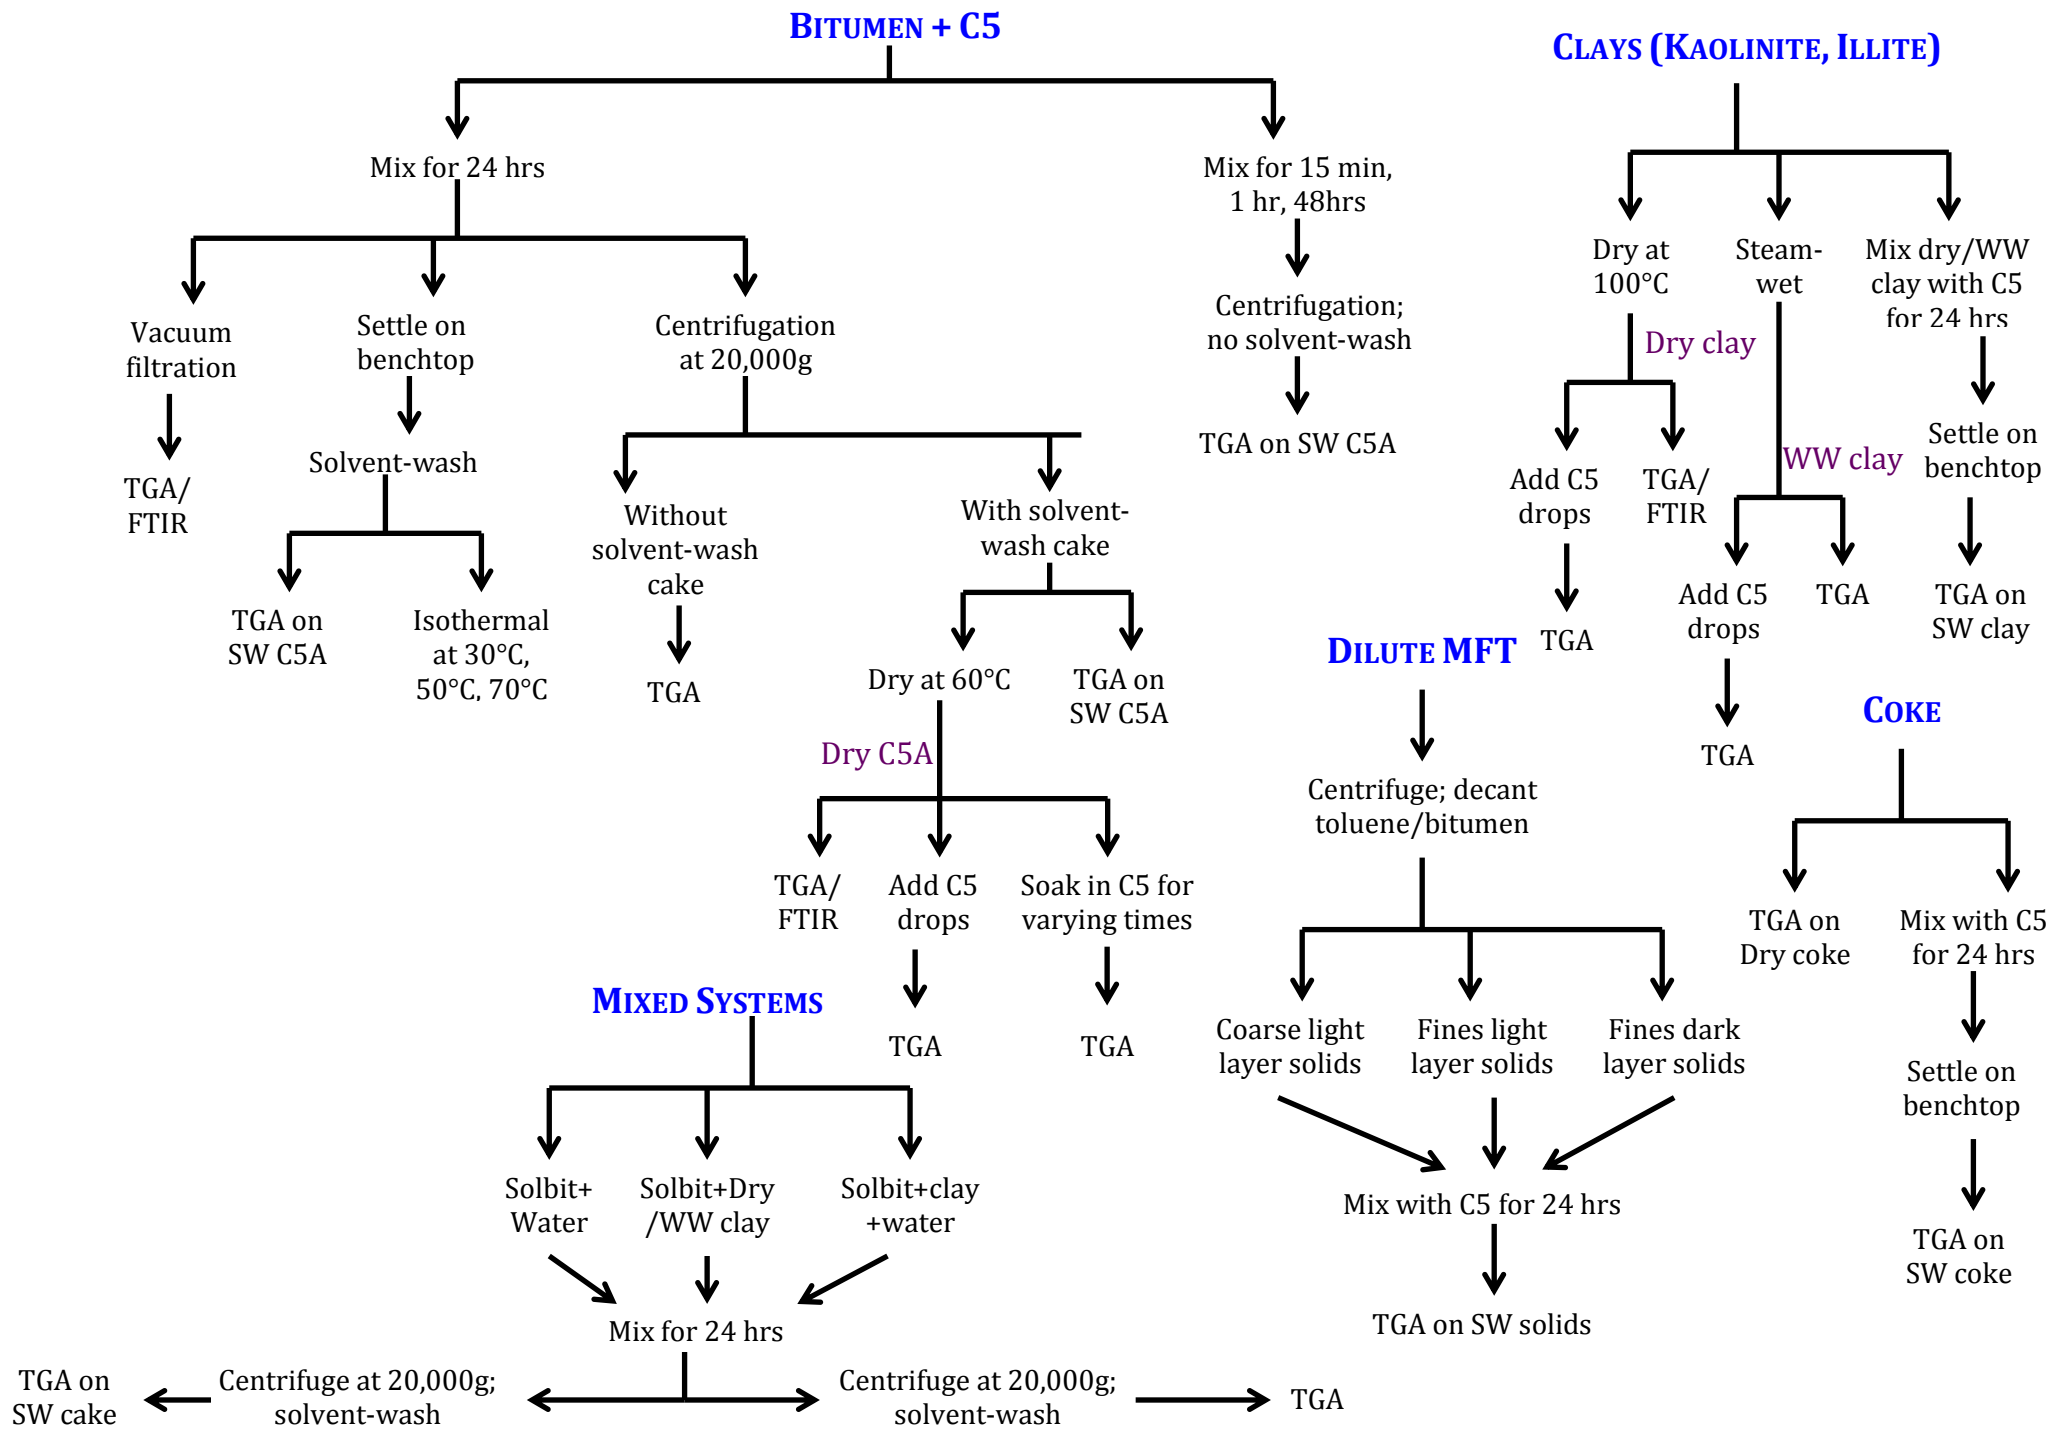 BITUMEN + C5
Mix for 24 hrs
Mix for 15 min,
1 hr, 48hrs
Vacuum
filtration
Settle on
benchtop
Centrifugation
at 20,000g
Centrifugation;
no solvent-wash
TGA/
FTIR
Solvent-wash
TGA on SW C5A
TGA on
SW C5A
Isothermal
at 30°C,
50°C, 70°C
Without
solvent-wash
cake
TGA
With solvent-
wash cake
Dry at 60°C
TGA on
SW C5A
Dry C5A
TGA/
FTIR
Add C5
drops
Soak in C5 for
varying times
TGA
TGA
CLAYS (KAOLINITE, ILLITE)
Dry at
100°C
Steam-
wet
Mix dry/WW
clay with C5
for 24 hrs
Dry clay
WW clay
Settle on
benchtop
Add C5
drops
TGA/
FTIR
TGA
Add C5
drops
TGA
TGA on
SW clay
TGA
DILUTE MFT
Centrifuge; decant
toluene/bitumen
Coarse light
layer solids
Fines light
layer solids
Fines dark
layer solids
Mix with C5 for 24 hrs
TGA on SW solids
COKE
TGA on
Dry coke
Mix with C5
for 24 hrs
Settle on
benchtop
TGA on
SW coke
MIXED SYSTEMS
Solbit+
Water
Solbit+Dry
/WW clay
Solbit+clay
+water
Mix for 24 hrs
TGA on
SW cake
Centrifuge at 20,000g;
solvent-wash
Centrifuge at 20,000g;
solvent-wash
TGA